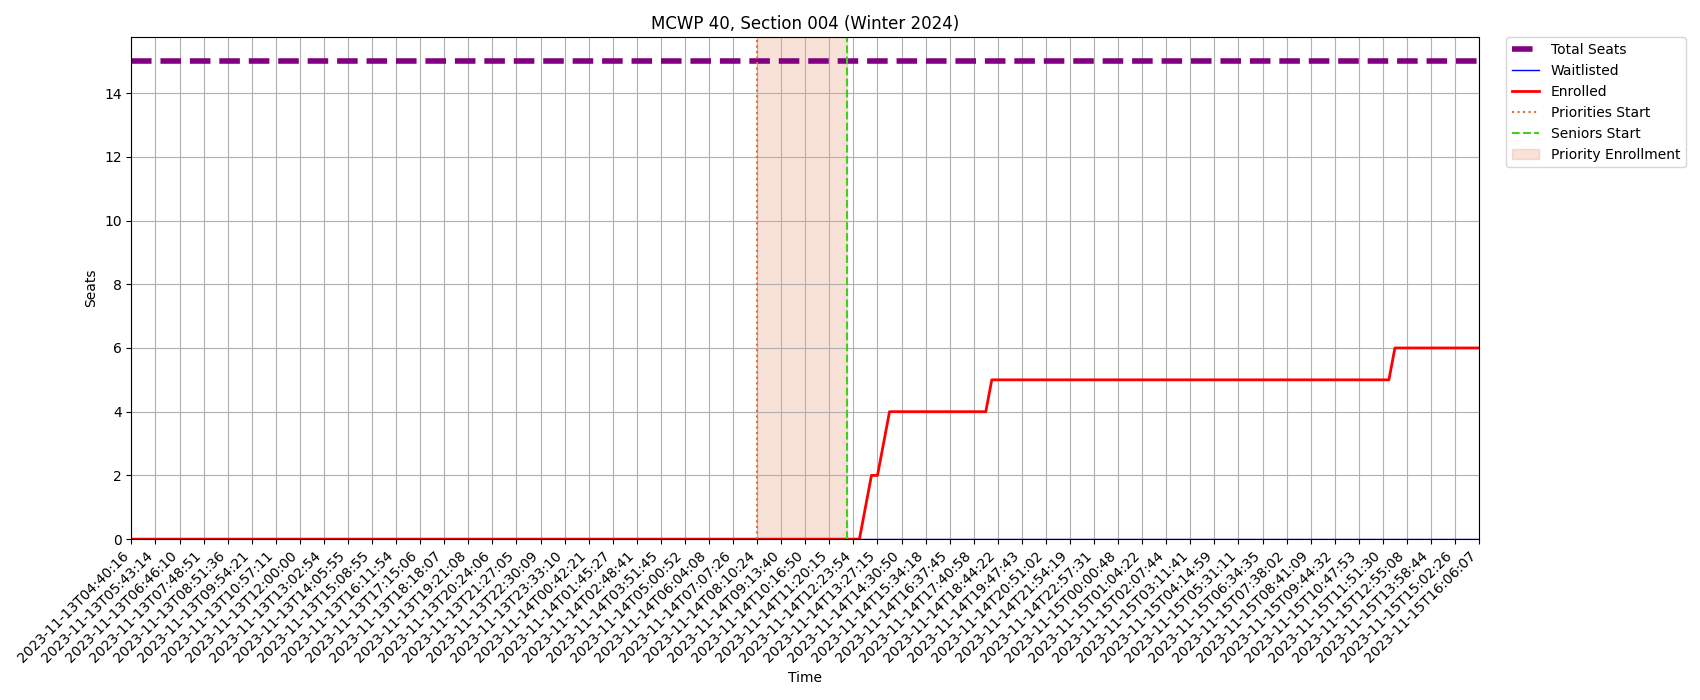 MCWP 40, Section 004 (Winter 2024)
Total Seats
Waitlisted
Enrolled
Priorities Start
Seniors Start
Priority Enrollment
Seats
14
12
10
8
6
4
2
0
2023-11-13T04:40:16
2023-11-13T05:43:14
2023-11-13T06:46:10
2023-11-13T07:48:51
2023-11-13T08:51:36
2023-11-13T09:54:21
2023-11-13T10:57:11
2023-11-13T12:00:00
2023-11-13T13:02:54
2023-11-13T14:05:55
2023-11-13T15:08:55
2023-11-13T16:11:54
2023-11-13T17:15:06
2023-11-13T18:18:07
2023-11-13T19:21:08
2023-11-13T20:24:06
2023-11-13T21:27:05
2023-11-13T22:30:09
2023-11-13T23:33:10
2023-11-14T00:42:21
2023-11-14T01:45:27
2023-11-14T02:48:41
2023-11-14T03:51:45
2023-11-14T05:00:52
2023-11-14T06:04:08
2023-11-14T07:07:26
2023-11-14T08:10:24
2023-11-14T09:13:40
2023-11-14T10:16:50
2023-11-14T11:20:15
2023-11-14T12:23:54
2023-11-14T13:27:15
2023-11-14T14:30:50
2023-11-14T15:34:18
2023-11-14T16:37:45
2023-11-14T17:40:58
2023-11-14T18:44:22
2023-11-14T19:47:43
2023-11-14T20:51:02
2023-11-14T21:54:19
2023-11-14T22:57:31
2023-11-15T00:00:48
2023-11-15T01:04:22
2023-11-15T02:07:44
2023-11-15T03:11:41
2023-11-15T04:14:59
2023-11-15T05:31:11
2023-11-15T06:34:35
2023-11-15T07:38:02
2023-11-15T08:41:09
2023-11-15T09:44:32
2023-11-15T10:47:53
2023-11-15T11:51:30
2023-11-15T12:55:08
2023-11-15T13:58:44
2023-11-15T15:02:26
2023-11-15T16:06:07
Time